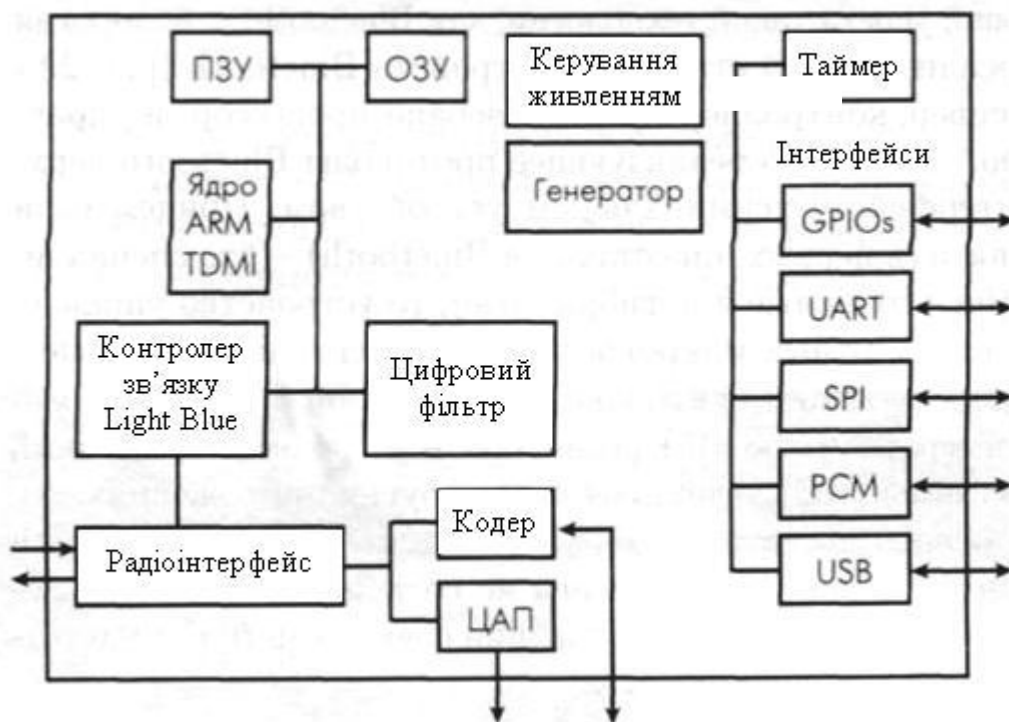 ПЗУ
ОЗУ
Керування
живленням
Таймер
Ядро
ARM
TDMI
Генератор
Інтерфейси
GPIOs
UART
SPI
PCM
USB
Контролер
зв’язку
Light Blue
Цифровий
фільтр
Радіоінтерфейс
Кодер
ЦАП